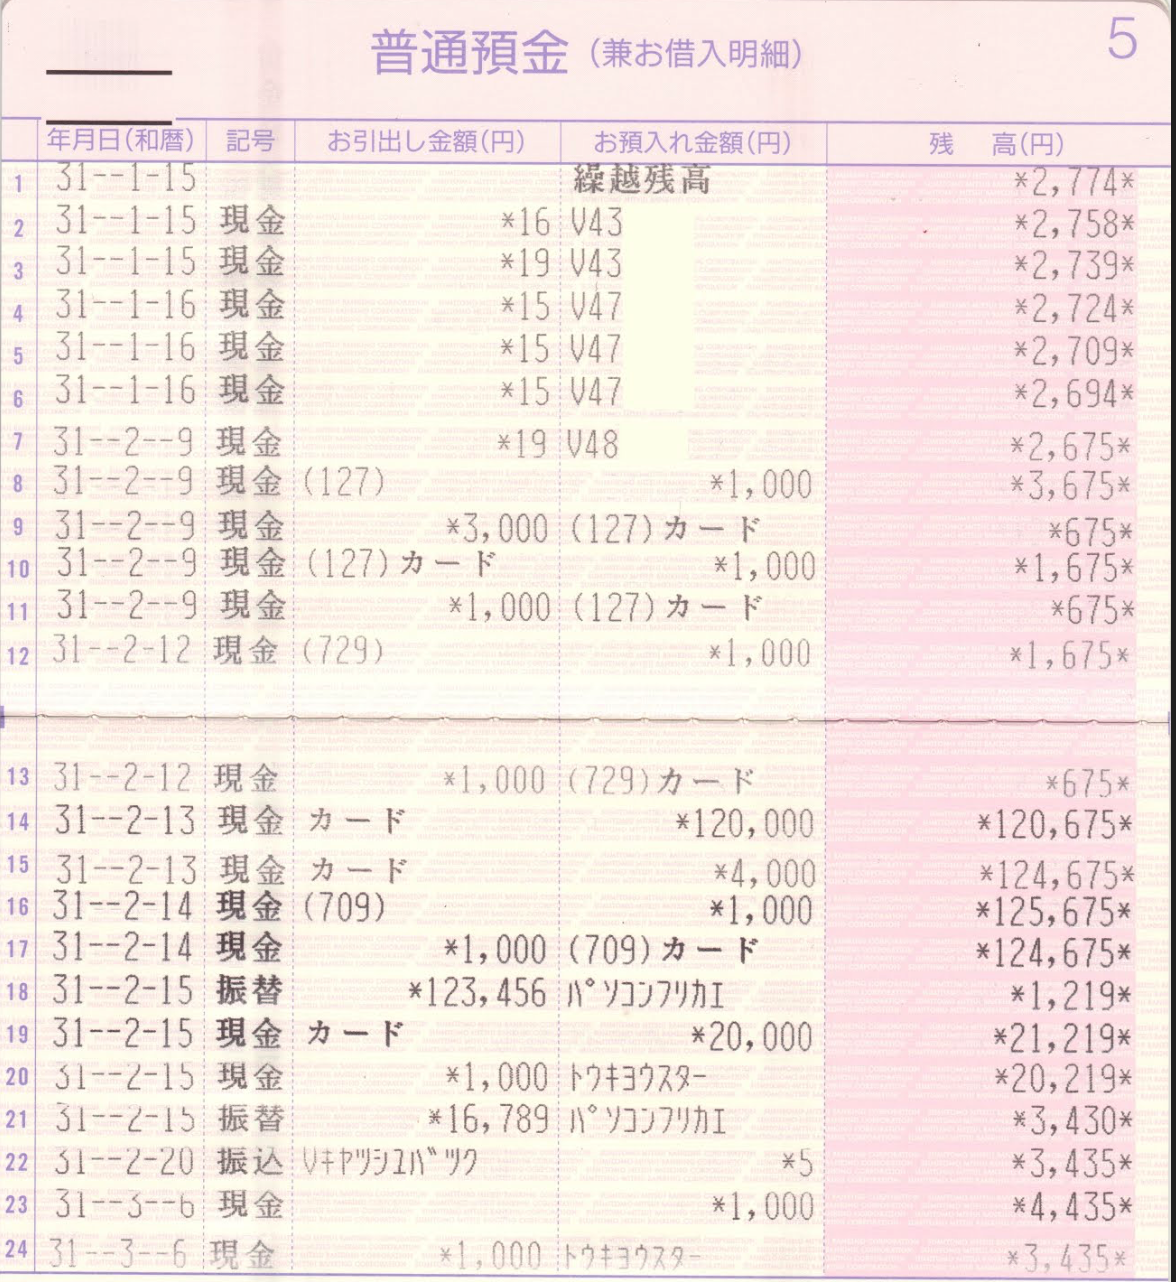 普通預金(兼お借入明細) 5
年月日(和暦) 記号 お引出し金額(円) お預入れ金額(円) 残 高(円)
1 31--1-15 繰越残高 *2,774*
2 31--1-15 現金 *16 V43 *2,758*
3 31--1-15 現金 *19 V43 *2,739*
4 31--1-16 現金 *15 V47 *2,724*
5 31--1-16 現金 *15 V47 *2,709*
6 31--1-16 現金 *15 V47 *2,694*
7 31--2--9 現金 *19 V48 *2,675*
8 31--2--9 現金 (127) *1,000 *3,675*
9 31--2--9 現金 *3,000 (127)カード *675*
10 31--2--9 現金 (127)カード *1,000 *1,675*
11 31--2--9 現金 *1,000 (127)カード *675*
12 31--2-12 現金 (729) *1,000 *1,675*
13 31--2-12 現金 *1,000 (729)カード *675*
14 31--2-13 現金 カード *120,000 *120,675*
15 31--2-13 現金 カード *4,000 *124,675*
16 31--2-14 現金 (709) *1,000 *125,675*
17 31--2-14 現金 *1,000 (709)カード *124,675*
18 31--2-15 振替 *123,456 パソコンフリカエ *1,219*
19 31--2-15 現金 カード *20,000 *21,219*
20 31--2-15 現金 *1,000 トウキヨウスター *20,219*
21 31--2-15 振替 *16,789 パソコンフリカエ *3,430*
22 31--2-20 振込 Vキヤツシユバツク *5 *3,435*
23 31--3--6 現金 *1,000 *4,435*
24 31--3--6 現金 *1,000 トウキヨウスター *3,435*